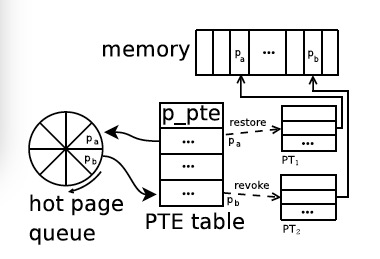 memory
p_a
...
p_b
p_pte
...
...
restore
p_a
...
PT_1
p_a
p_b
revoke
p_b
...
PT_2
hot page
queue
PTE table